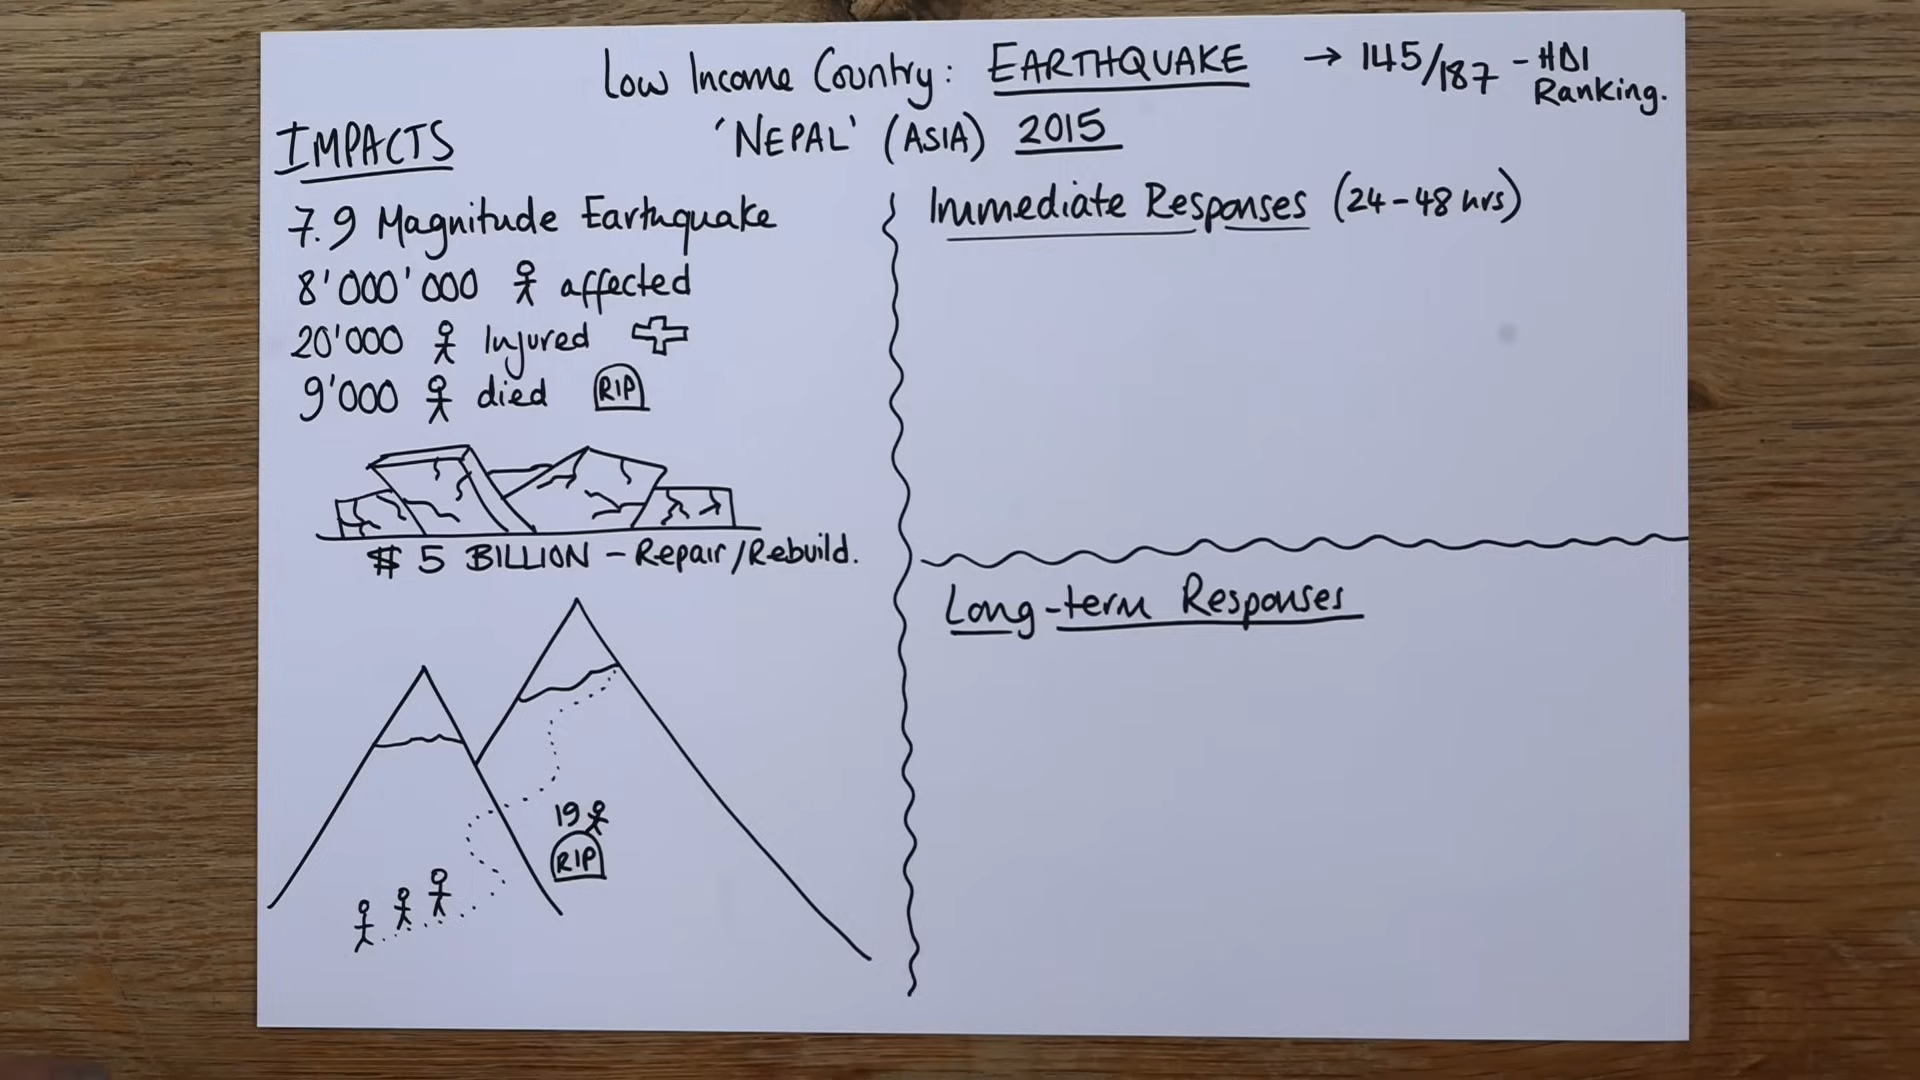 Low Income Country: EARTHQUAKE → 145/187 - HDI Ranking.
'NEPAL' (ASIA) 2015
IMPACTS
7.9 Magnitude Earthquake
8'000'000 affected
20'000 Injured
9'000 died RIP
$ 5 BILLION - Repair/Rebuild.
19
RIP
Immediate Responses (24-48 hrs)
Long-term Responses